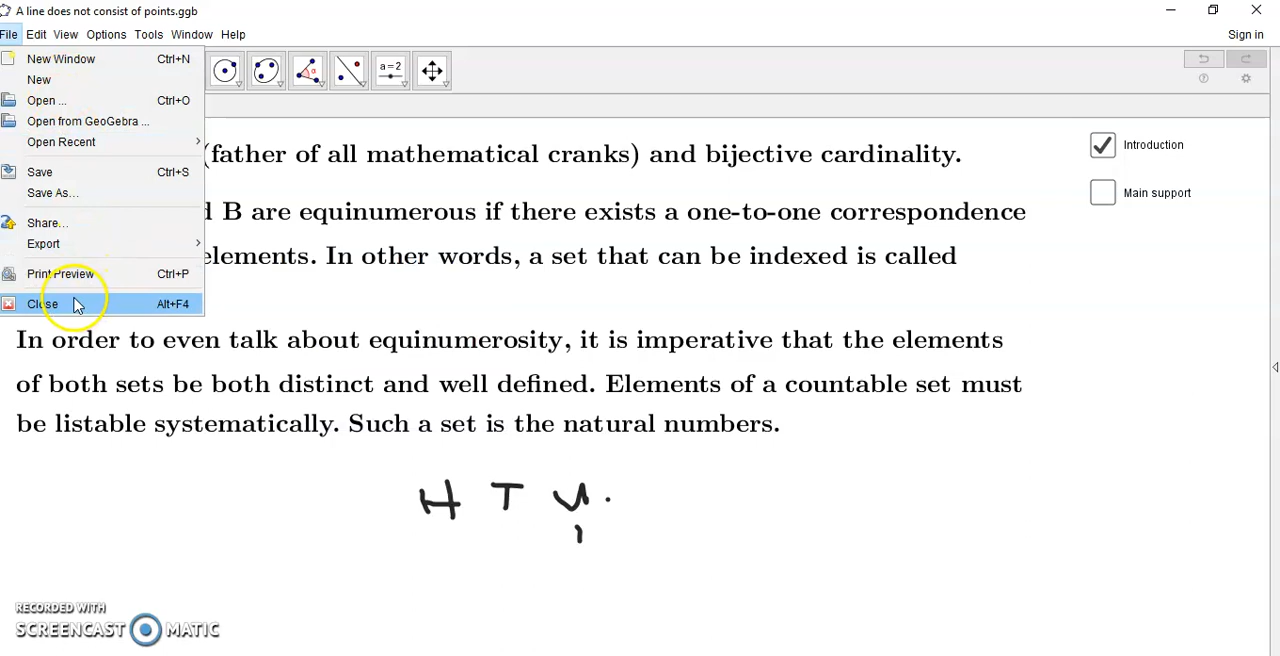 A line does not consist of points.ggb
File Edit View Options Tools Window Help
Sign in
New Window Ctrl+N
New
Open ... Ctrl+O
Open from GeoGebra ...
Open Recent
Save Ctrl+S
Save As...
Share...
Export
Print Preview Ctrl+P
Close Alt+F4
a=2
(father of all mathematical cranks) and bijective cardinality.
B are equinumerous if there exists a one-to-one correspondence
elements. In other words, a set that can be indexed is called
In order to even talk about equinumerosity, it is imperative that the elements
of both sets be both distinct and well defined. Elements of a countable set must
be listable systematically. Such a set is the natural numbers.
Introduction
Main support
H T U .
RECORDED WITH
SCREENCAST MATIC